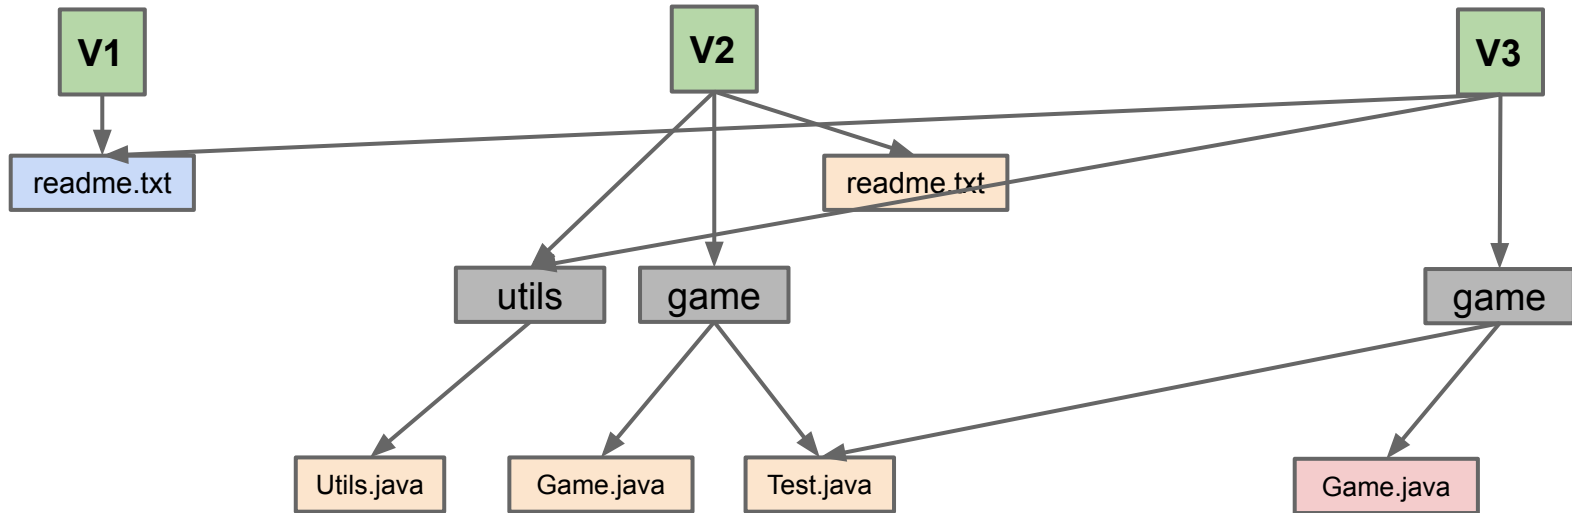 V1
V2
V3
readme.txt
readme.txt
utils
game
game
Utils.java
Game.java
Test.java
Game.java